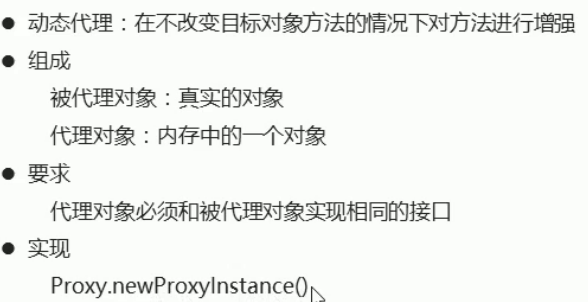 ● 动态代理：在不改变目标对象方法的情况下对方法进行增强
● 组成
被代理对象：真实的对象
代理对象：内存中的一个对象
● 要求
代理对象必须和被代理对象实现相同的接口
● 实现
Proxy.newProxyInstance()